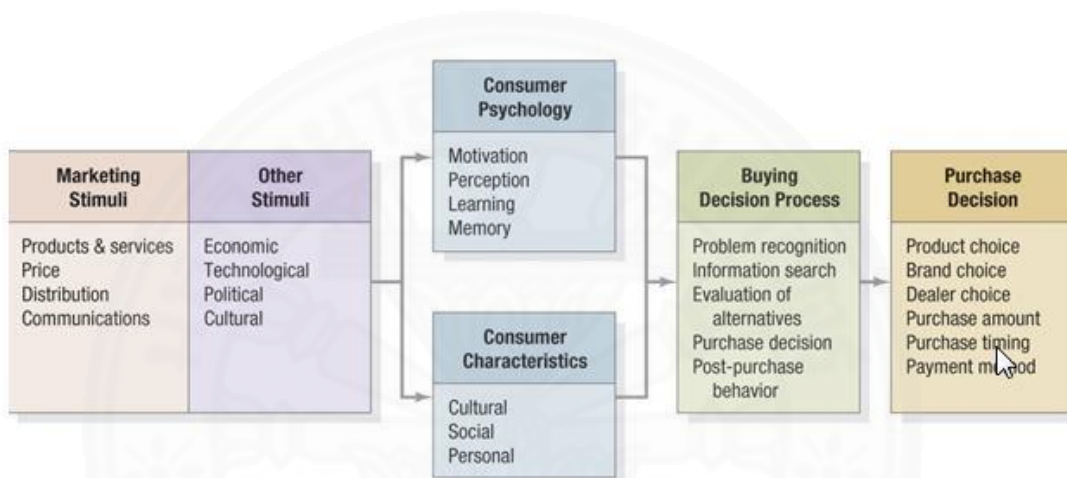 Marketing
Stimuli
Products & services
Price
Distribution
Communications
Other
Stimuli
Economic
Technological
Political
Cultural
Consumer
Psychology
Motivation
Perception
Learning
Memory
Consumer
Characteristics
Cultural
Social
Personal
Buying
Decision Process
Problem recognition
Information search
Evaluation of
alternatives
Purchase decision
Post-purchase
behavior
Purchase
Decision
Product choice
Brand choice
Dealer choice
Purchase amount
Purchase timing
Payment method